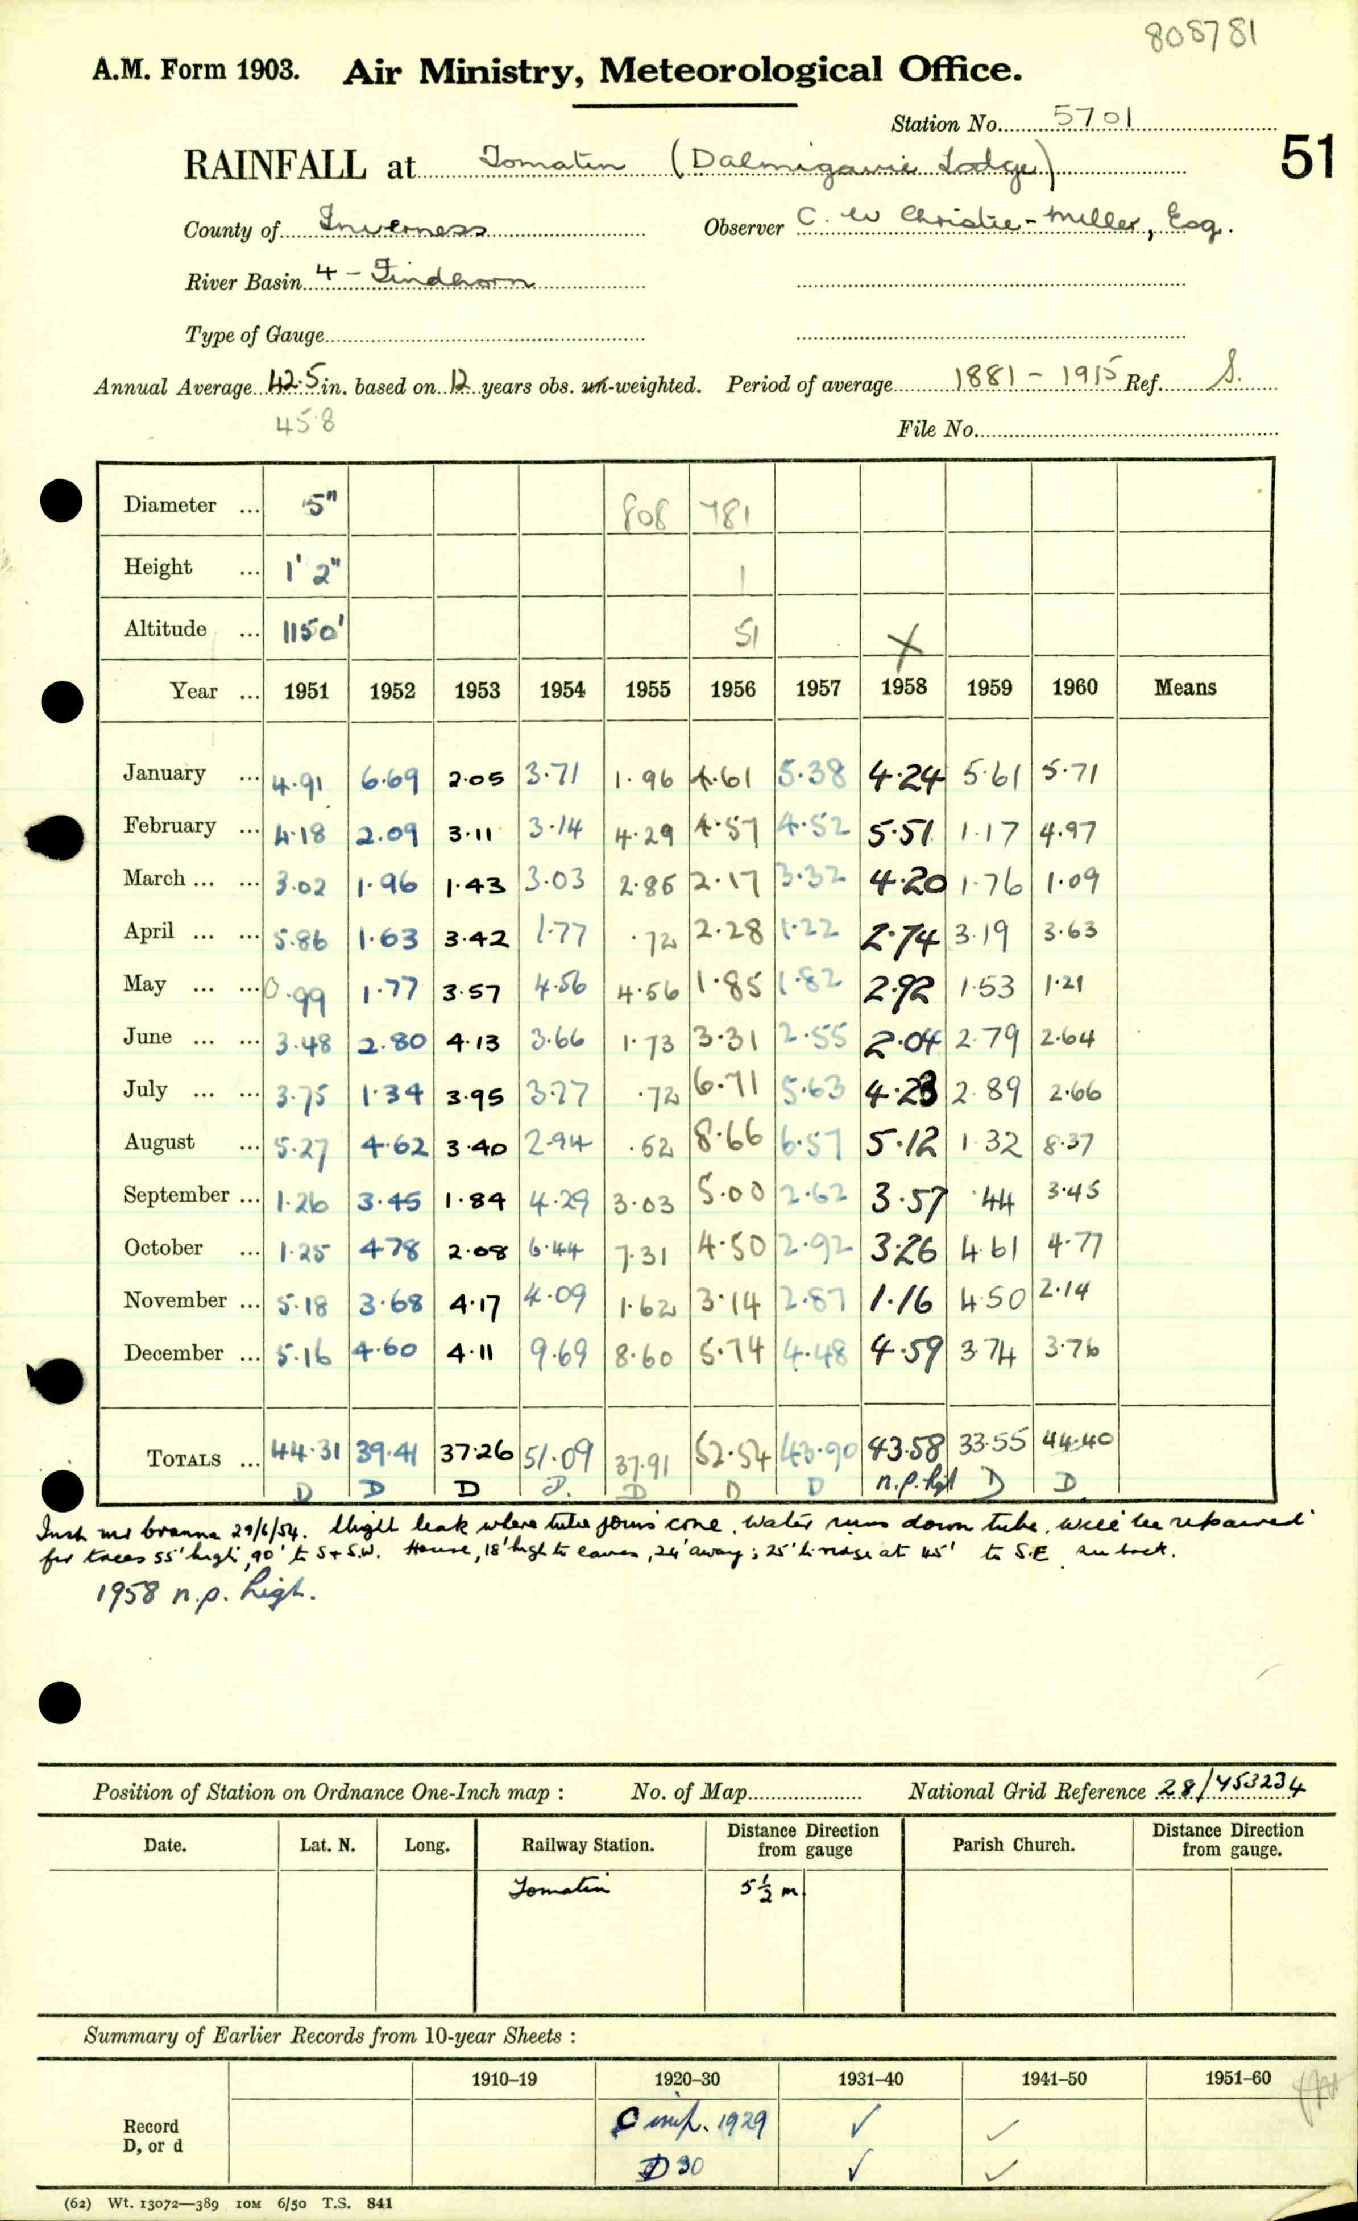 808781
A.M. Form 1903. Air Ministry, Meteorological Office.
Station No. 5701
RAINFALL at Tomatin (Dalmigavie Lodge)
51
County of Inverness Observer C. W Christie-Miller, Esq.
River Basin 4 - Findhorn
Type of Gauge
Annual Average 42.5 in. based on 12 years obs. un-weighted. Period of average 1881 - 1915 Ref. S.
45.8
File No.
Diameter ... 5" 808 781
Height ... 1' 2" 1
Altitude ... 1150' 51 X
Year ... 1951 1952 1953 1954 1955 1956 1957 1958 1959 1960 Means
January ... 4.91 6.69 2.05 3.71 1.96 4.61 5.38 4.24 5.61 5.71
February ... 4.18 2.09 3.11 3.14 4.29 4.57 4.52 5.51 1.17 4.97
March ... ... 3.02 1.96 1.43 3.03 2.85 2.17 3.32 4.20 1.76 1.09
April ... ... 5.86 1.63 3.42 1.77 .72 2.28 1.22 2.74 3.19 3.63
May ... ... 0.99 1.77 3.57 4.56 4.56 1.85 1.82 2.92 1.53 1.21
June ... ... 3.48 2.80 4.13 3.66 1.73 3.31 2.55 2.04 2.79 2.64
July ... ... 3.75 1.34 3.95 3.77 .72 6.71 5.63 4.23 2.89 2.66
August ... 5.27 4.62 3.40 2.94 .52 8.66 6.57 5.12 1.32 8.37
September ... 1.26 3.45 1.84 4.29 3.03 5.00 2.62 3.57 .44 3.45
October ... 1.25 4.78 2.08 6.44 7.31 4.50 2.92 3.26 4.61 4.77
November ... 5.18 3.68 4.17 4.09 1.62 3.14 2.87 1.16 4.50 2.14
December ... 5.16 4.60 4.11 9.69 8.60 5.74 4.48 4.59 3.74 3.76
TOTALS ... 44.31 39.41 37.26 51.09 37.91 52.54 43.90 43.58 33.55 44.40
D D D D. D D D n.p. hgt D D
29/6/54. Slight leak where tube joins cone, water runs down tube, will be repaired
trees 55' high, 90' to S + S.W. House, 18' high to eaves, 24' away; 25' to ridge at 45' to S.E
1958 n.p. high.
Position of Station on Ordnance One-Inch map : No. of Map National Grid Reference 28/753234
Date. Lat. N. Long. Railway Station. Distance Direction from gauge Parish Church. Distance Direction from gauge.
Tomatin 5½ m
Summary of Earlier Records from 10-year Sheets :
1910–19 1920–30 1931–40 1941–50 1951–60
Record D, or d C inp. 1929 ✓ ✓
D 30 ✓ ✓
(62) Wt. 13072—389 10M 6/50 T.S. 841